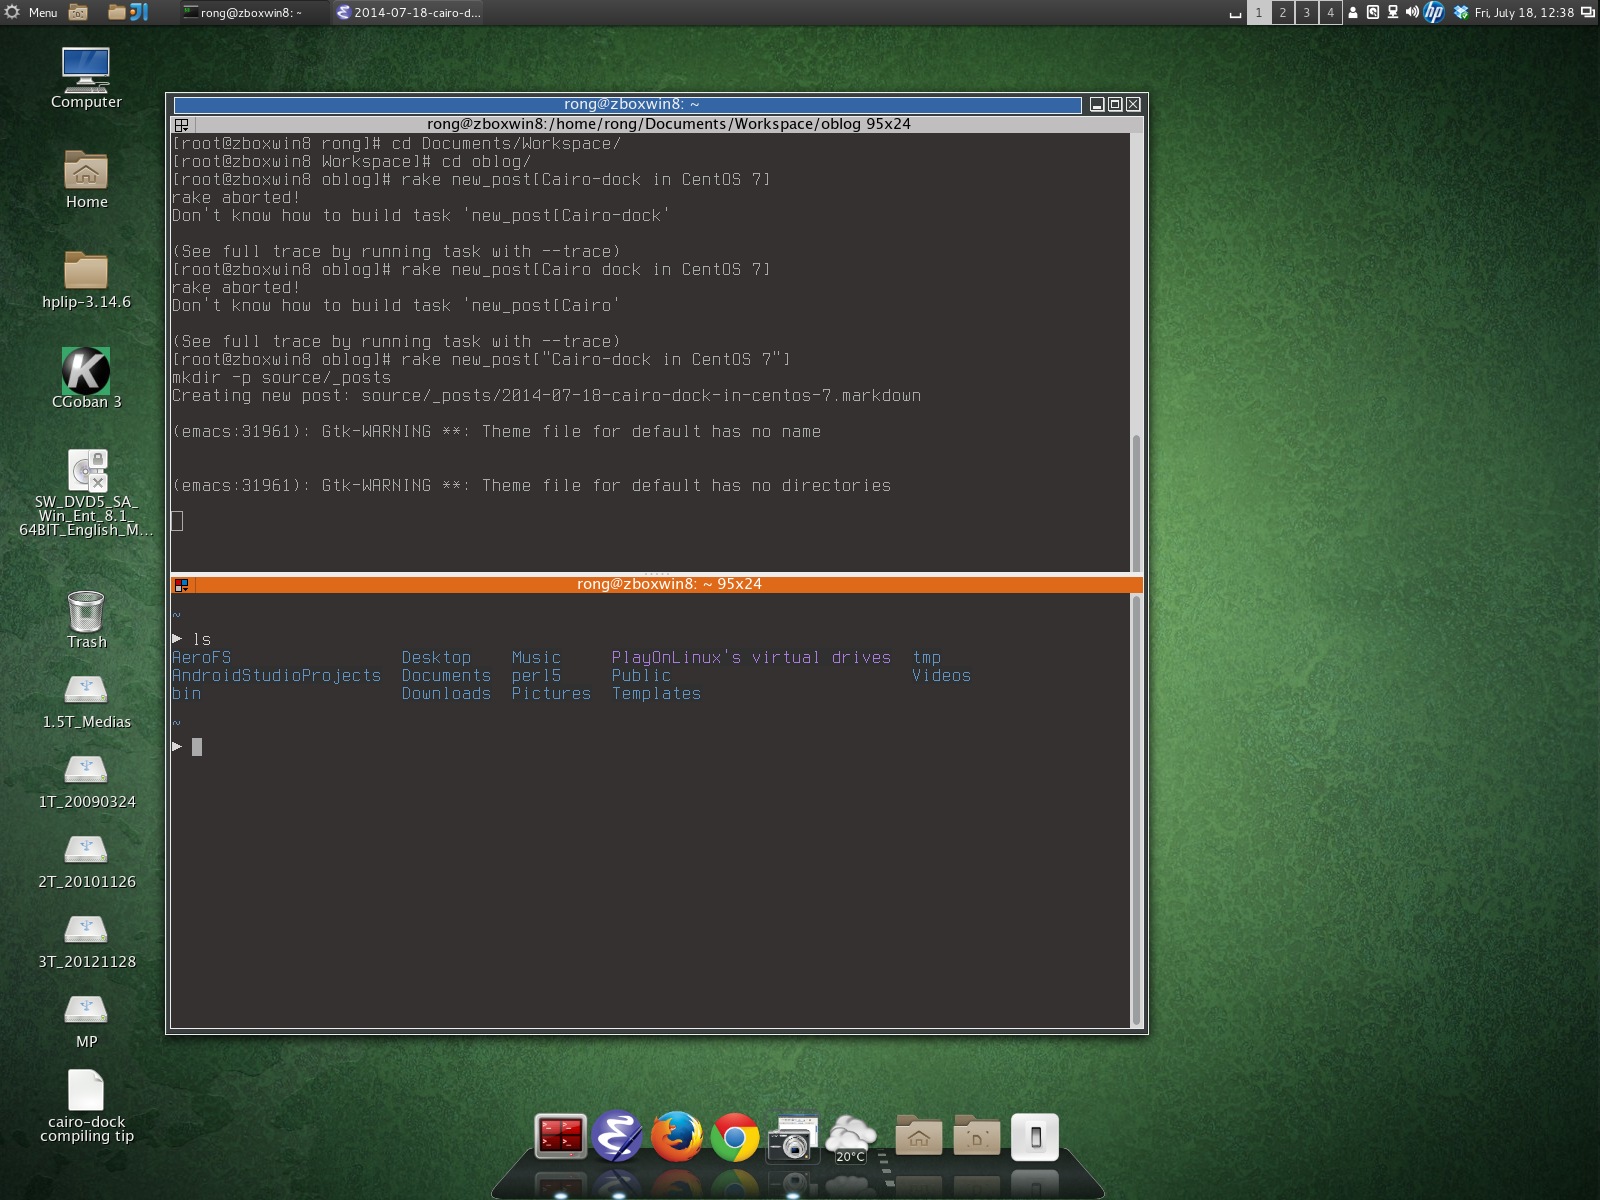 Menu
rong@zboxwin8: ~
2014-07-18-cairo-d...
1 2 3 4
hp
Fri, July 18, 12:38
Computer
Home
hplip-3.14.6
K
CGoban 3
SW_DVD5_SA_
Win_Ent_8.1_
64BIT_English_M...
Trash
1.5T_Medias
1T_20090324
2T_20101126
3T_20121128
MP
cairo-dock
compiling tip
rong@zboxwin8: ~
rong@zboxwin8:/home/rong/Documents/Workspace/oblog 95x24
[root@zboxwin8 rong]# cd Documents/Workspace/
[root@zboxwin8 Workspace]# cd oblog/
[root@zboxwin8 oblog]# rake new_post[Cairo-dock in CentOS 7]
rake aborted!
Don't know how to build task 'new_post[Cairo-dock'
(See full trace by running task with --trace)
[root@zboxwin8 oblog]# rake new_post[Cairo dock in CentOS 7]
rake aborted!
Don't know how to build task 'new_post[Cairo'
(See full trace by running task with --trace)
[root@zboxwin8 oblog]# rake new_post["Cairo-dock in CentOS 7"]
mkdir -p source/_posts
Creating new post: source/_posts/2014-07-18-cairo-dock-in-centos-7.markdown
(emacs:31961): Gtk-WARNING **: Theme file for default has no name
(emacs:31961): Gtk-WARNING **: Theme file for default has no directories
rong@zboxwin8: ~ 95x24
~
▶ ls
AeroFS Desktop Music PlayOnLinux's virtual drives tmp
AndroidStudioProjects Documents perl5 Public Videos
bin Downloads Pictures Templates
~
▶
20°C